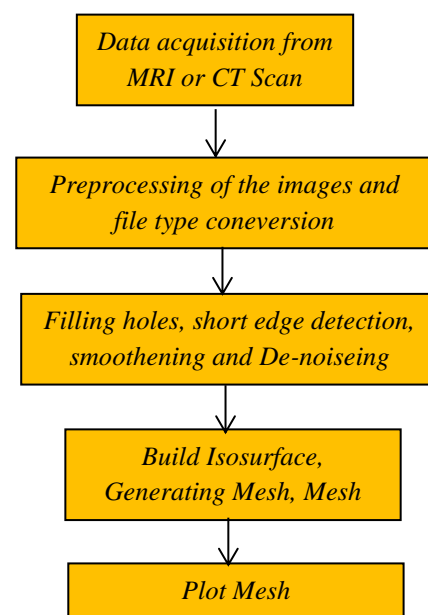 Data acquisition from
MRI or CT Scan
Preprocessing of the images and
file type coneversion
Filling holes, short edge detection,
smoothening and De-noiseing
Build Isosurface,
Generating Mesh, Mesh
Plot Mesh